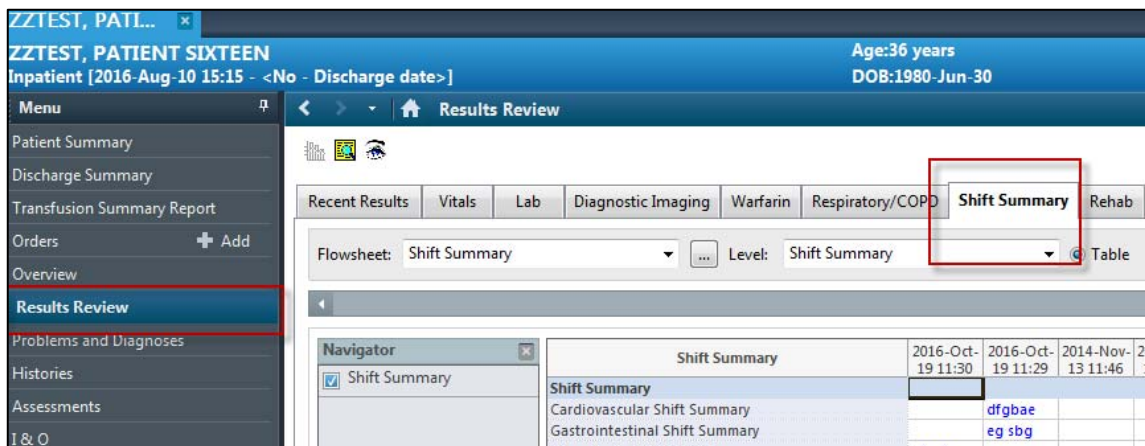 ZZTEST, PATI...
ZZTEST, PATIENT SIXTEEN
Age:36 years
Inpatient [2016-Aug-10 15:15 - <No - Discharge date>]
DOB:1980-Jun-30
Menu
Results Review
Patient Summary
Discharge Summary
Transfusion Summary Report
Recent Results Vitals Lab Diagnostic Imaging Warfarin Respiratory/COPD Shift Summary Rehab
Orders Add
Flowsheet: Shift Summary ... Level: Shift Summary Table
Overview
Results Review
Problems and Diagnoses
Navigator
Shift Summary
2016-Oct-19 11:30
2016-Oct-19 11:29
2014-Nov-13 11:46
Histories
Shift Summary
Shift Summary
Assessments
Cardiovascular Shift Summary dfgbae
I & O
Gastrointestinal Shift Summary eg sbg